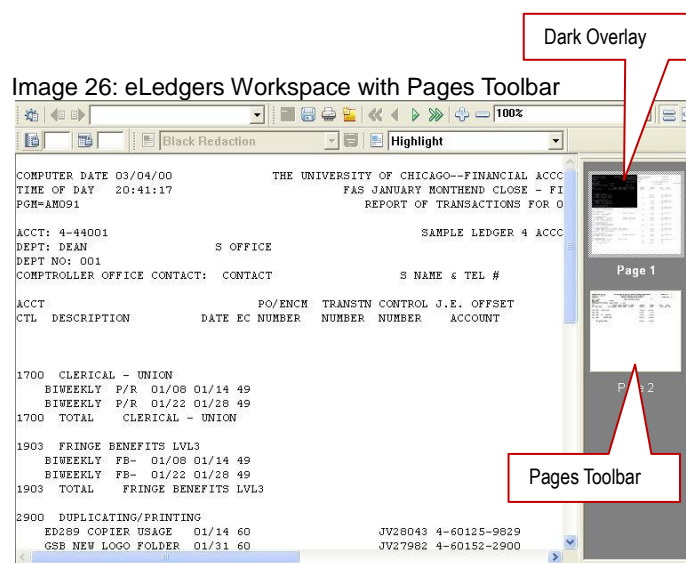 Dark Overlay
Image 26: eLedgers Workspace with Pages Toolbar
100%
Black Redaction Highlight
COMPUTER DATE 03/04/00 THE UNIVERSITY OF CHICAGO--FINANCIAL ACCC
TIME OF DAY 20:41:17 FAS JANUARY MONTHEND CLOSE - FI
PGM=AM091 REPORT OF TRANSACTIONS FOR 0
ACCT: 4-44001 SAMPLE LEDGER 4 ACCC
DEPT: DEAN S OFFICE
DEPT NO: 001
COMPTROLLER OFFICE CONTACT: CONTACT S NAME & TEL #
ACCT PO/ENCM TRANSTN CONTROL J.E. OFFSET
CTL DESCRIPTION DATE EC NUMBER NUMBER NUMBER ACCOUNT
1700 CLERICAL - UNION
BIWEEKLY P/R 01/08 01/14 49
BIWEEKLY P/R 01/22 01/28 49
1700 TOTAL CLERICAL - UNION
1903 FRINGE BENEFITS LVL3
BIWEEKLY FB- 01/08 01/14 49
BIWEEKLY FB- 01/22 01/28 49
1903 TOTAL FRINGE BENEFITS LVL3
2900 DUPLICATING/PRINTING
ED289 COPIER USAGE 01/14 60 JV28043 4-60125-9829
GSB NEW LOGO FOLDER 01/31 60 JV27982 4-60152-2900
Page 1
Page 2
Pages Toolbar